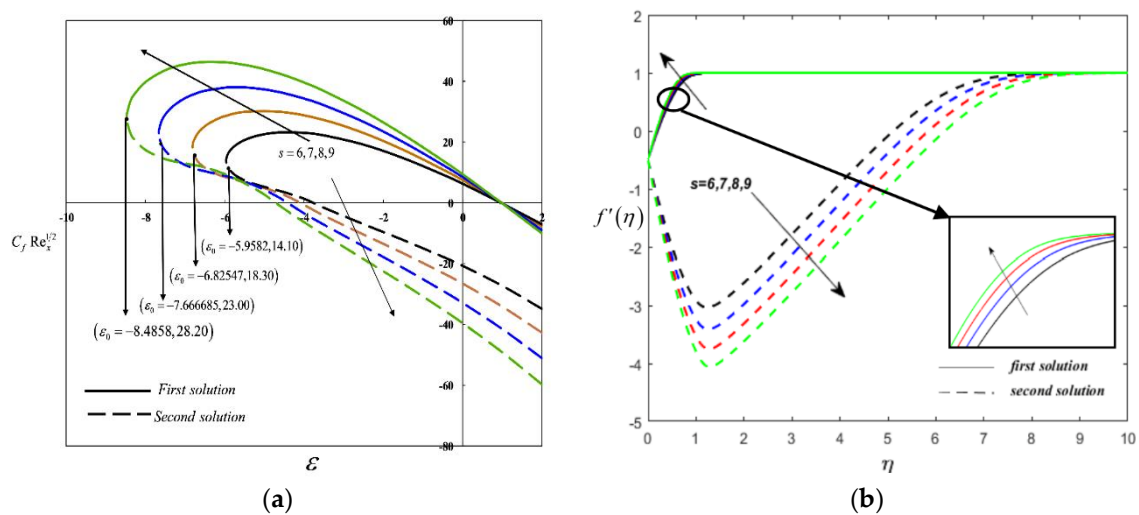 60
40
20
0
-10
-8
-6
-4
-2
0
2
-20
-40
-60
-80
s = 6,7,8,9
C_f Re_x^{1/2}
(ε₀ = −5.9582,14.10)
(ε₀ = −6.82547,18.30)
(ε₀ = −7.666685,23.00)
(ε₀ = −8.4858,28.20)
First solution
Second solution
ε
(a)
2
1
0
-1
-2
-3
-4
-5
f'(η)
s=6,7,8,9
first solution
second solution
0 1 2 3 4 5 6 7 8 9 10
η
(b)